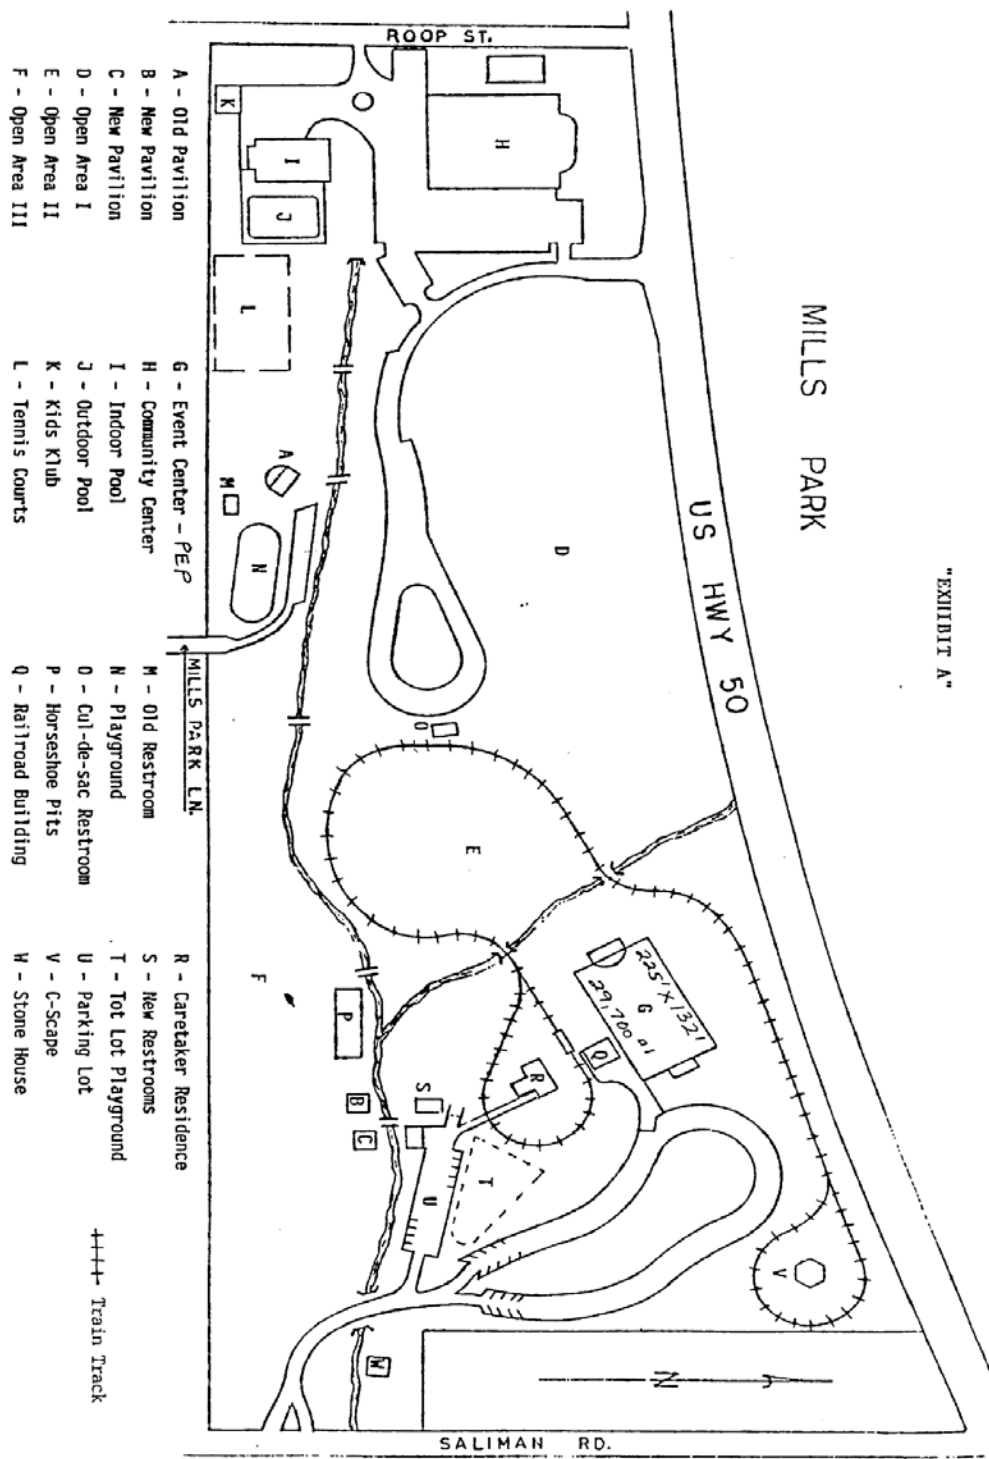 "EXHIBIT A"
MILLS PARK
US HWY 50
ROOP ST.
SALIMAN RD.
MILLS PARK LN.
N
H
K
I
J
L
A
M
N
D
O
E
F
225' X 132'
G
Q
R
P
S
B
C
U
T
V
W
A - Old Pavilion
B - New Pavilion
C - New Pavilion
D - Open Area I
E - Open Area II
F - Open Area III
G - Event Center - PEP
H - Community Center
I - Indoor Pool
J - Outdoor Pool
K - Kids Klub
L - Tennis Courts
M - Old Restroom
N - Playground
O - Cul-de-sac Restroom
P - Horseshoe Pits
Q - Railroad Building
R - Caretaker Residence
S - New Restrooms
T - Tot Lot Playground
U - Parking Lot
V - C-Scape
W - Stone House
Train Track